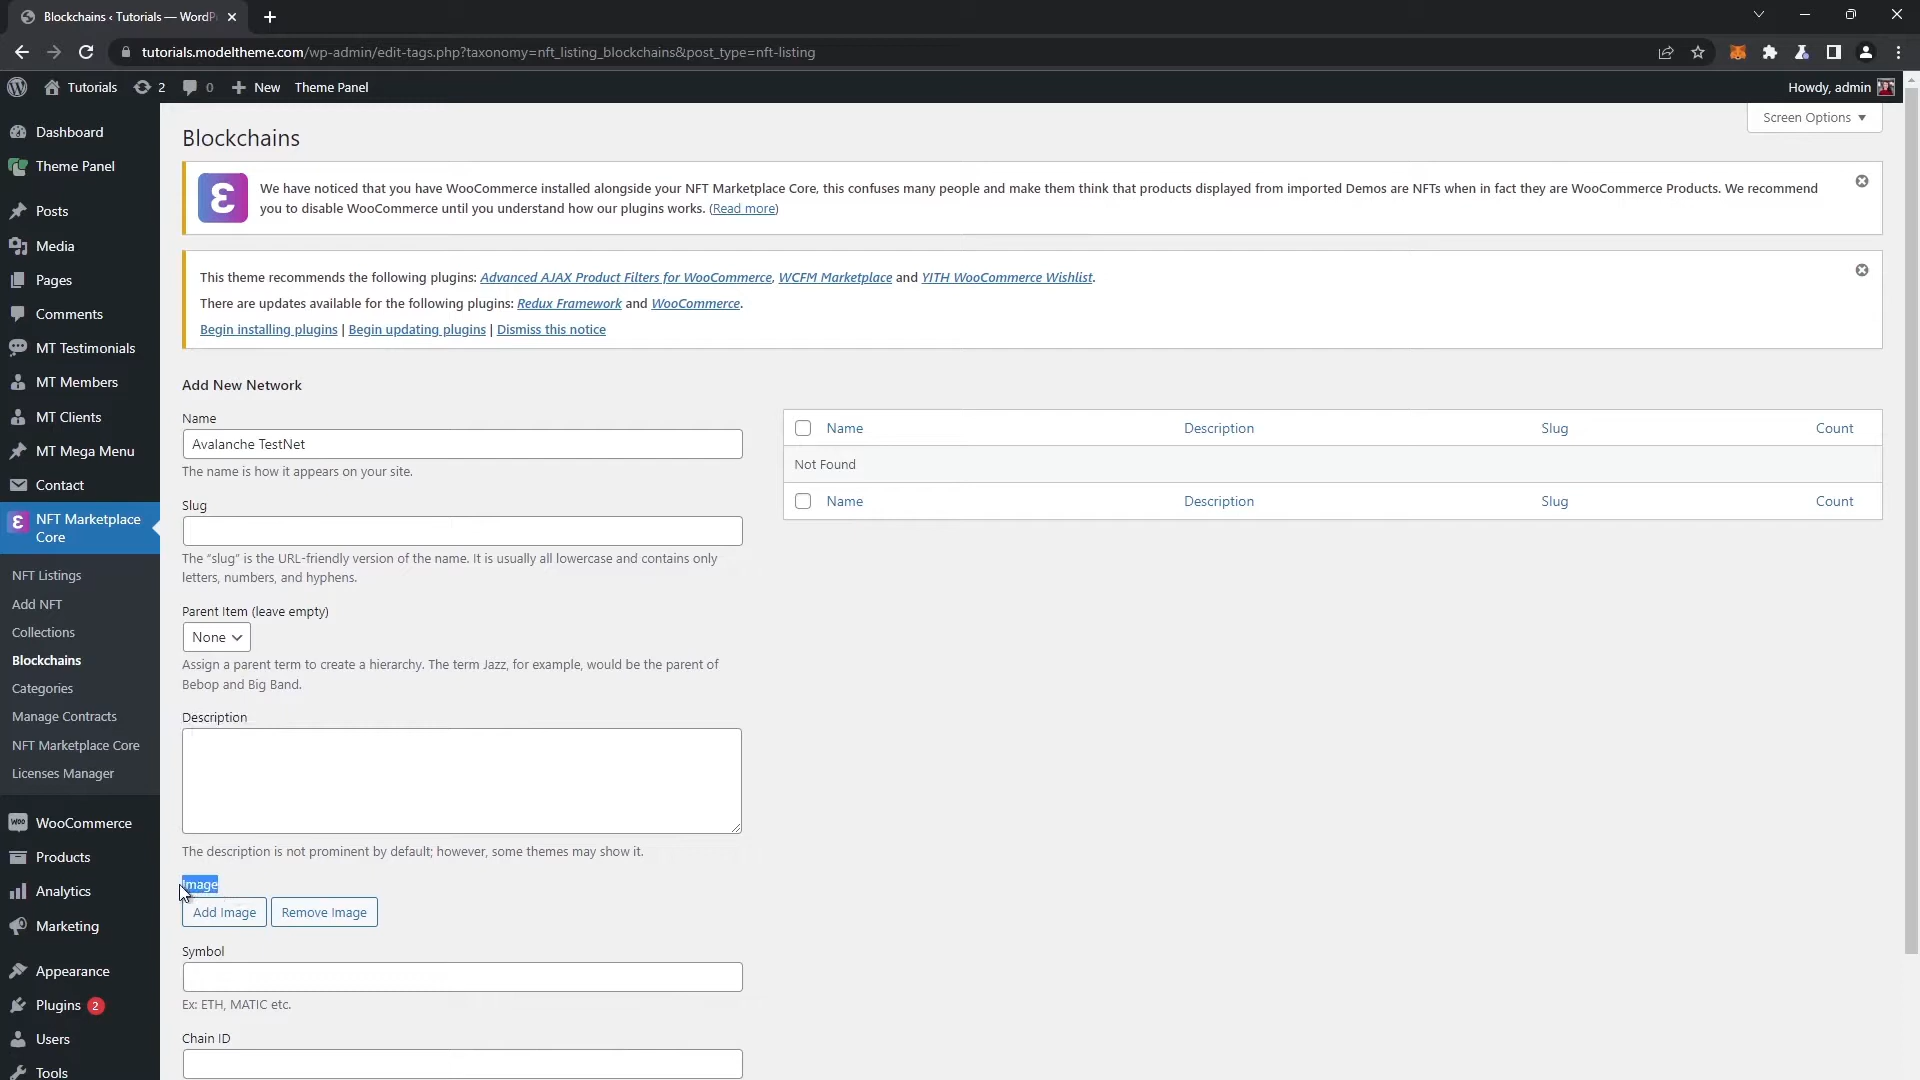 Blockchains ‹ Tutorials — WordP
tutorials.modeltheme.com/wp-admin/edit-tags.php?taxonomy=nft_listing_blockchains&post_type=nft-listing
Tutorials
2
0
New
Theme Panel
Howdy, admin
Screen Options
Dashboard
Theme Panel
Posts
Media
Pages
Comments
MT Testimonials
MT Members
MT Clients
MT Mega Menu
Contact
NFT Marketplace
Core
NFT Listings
Add NFT
Collections
Blockchains
Categories
Manage Contracts
NFT Marketplace Core
Licenses Manager
WooCommerce
Products
Analytics
Marketing
Appearance
Plugins 2
Users
Tools
Blockchains
We have noticed that you have WooCommerce installed alongside your NFT Marketplace Core, this confuses many people and make them think that products displayed from imported Demos are NFTs when in fact they are WooCommerce Products. We recommend
you to disable WooCommerce until you understand how our plugins works. (Read more)
This theme recommends the following plugins: Advanced AJAX Product Filters for WooCommerce, WCFM Marketplace and YITH WooCommerce Wishlist.
There are updates available for the following plugins: Redux Framework and WooCommerce.
Begin installing plugins | Begin updating plugins | Dismiss this notice
Add New Network
Name
Avalanche TestNet
The name is how it appears on your site.
Slug
The “slug” is the URL-friendly version of the name. It is usually all lowercase and contains only
letters, numbers, and hyphens.
Parent Item (leave empty)
None
Assign a parent term to create a hierarchy. The term Jazz, for example, would be the parent of
Bebop and Big Band.
Description
The description is not prominent by default; however, some themes may show it.
Image
Add Image
Remove Image
Symbol
Ex: ETH, MATIC etc.
Chain ID
Name
Description
Slug
Count
Not Found
Name
Description
Slug
Count